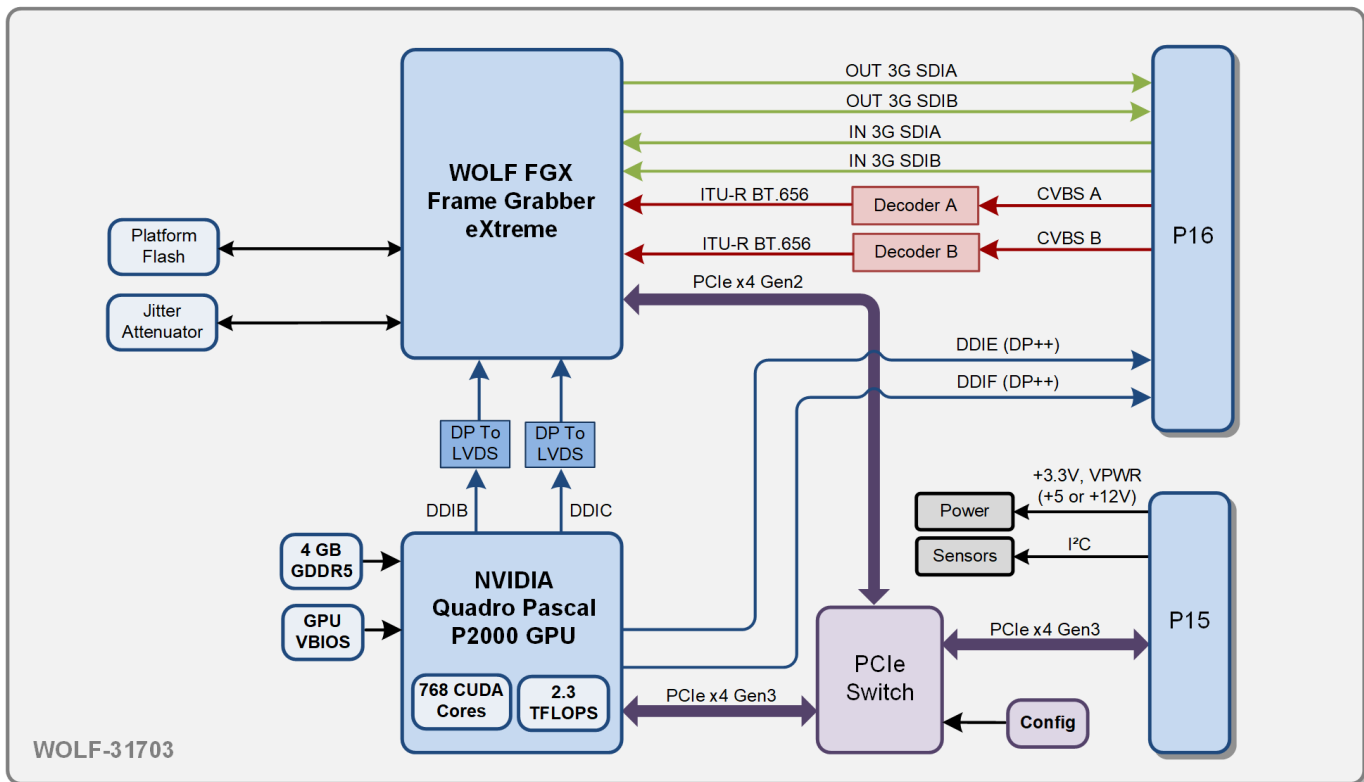 OUT 3G SDIA
OUT 3G SDIB
IN 3G SDIA
IN 3G SDIB
WOLF FGX
Frame Grabber
eXtreme
ITU-R BT.656
Decoder A
CVBS A
ITU-R BT.656
Decoder B
CVBS B
P16
Platform
Flash
Jitter
Attenuator
PCIe x4 Gen2
DDIE (DP++)
DDIF (DP++)
DP To
LVDS
DP To
LVDS
DDIB
DDIC
+3.3V, VPWR
(+5 or +12V)
Power
I²C
Sensors
4 GB
GDDR5
GPU
VBIOS
NVIDIA
Quadro Pascal
P2000 GPU
768 CUDA
Cores
2.3
TFLOPS
PCIe x4 Gen3
PCIe
Switch
PCIe x4 Gen3
P15
Config
WOLF-31703